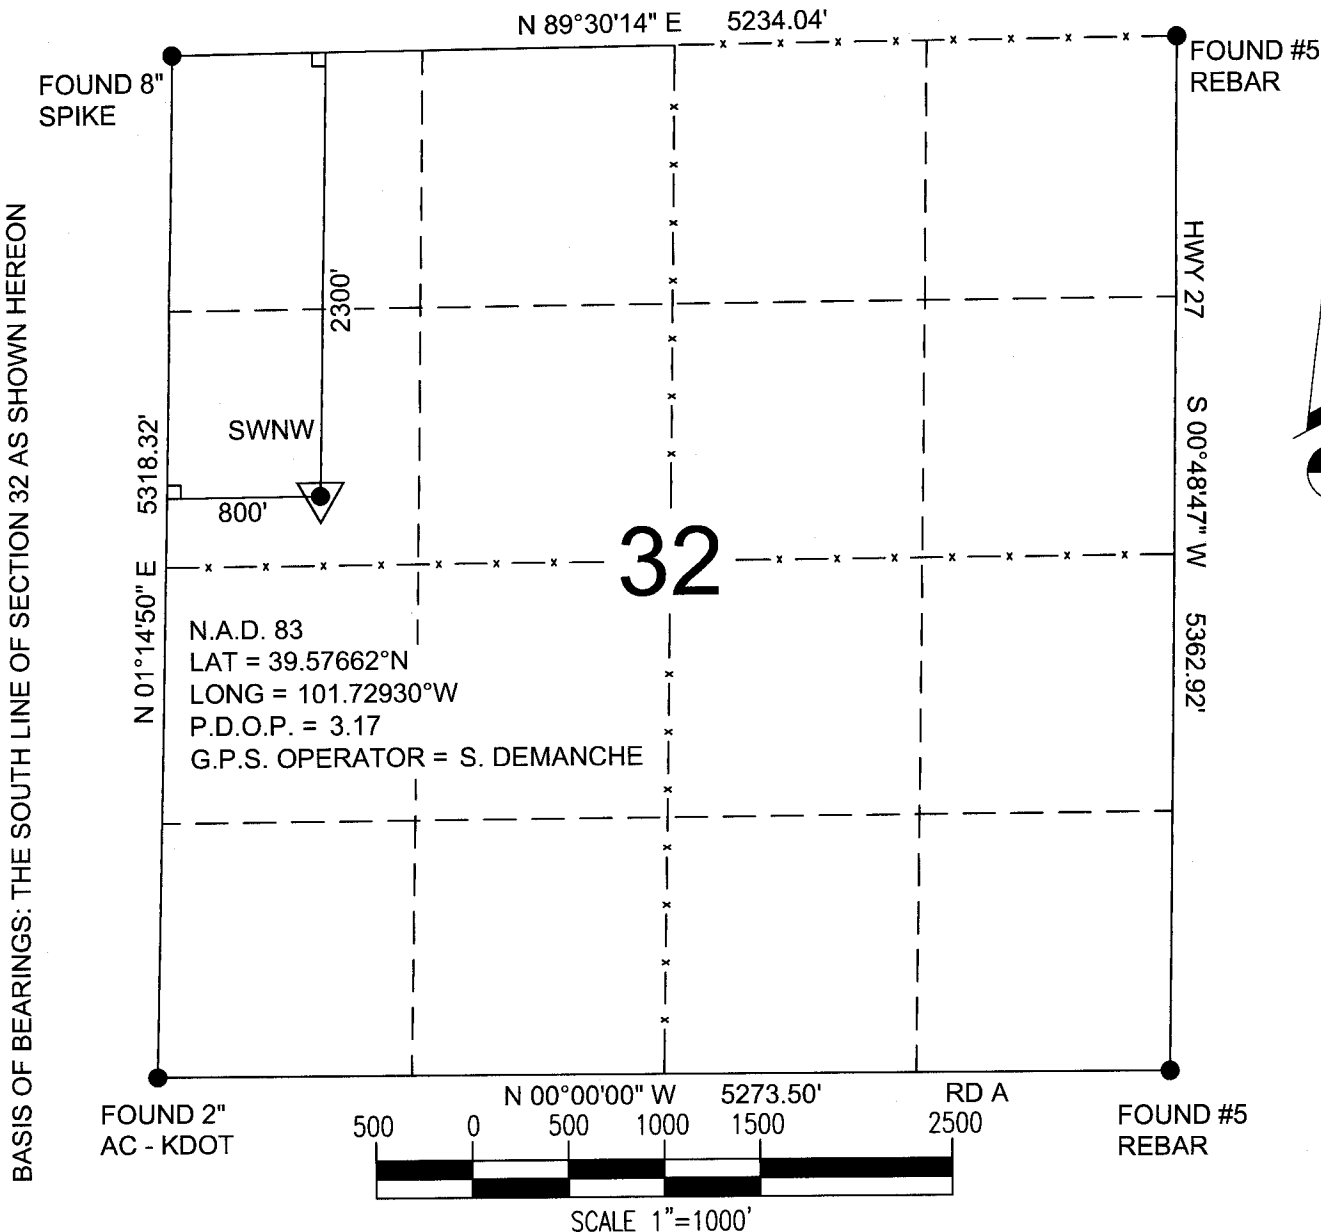 N 89°30'14" E 5234.04'
FOUND 8"
SPIKE
FOUND #5
REBAR
BASIS OF BEARINGS: THE SOUTH LINE OF SECTION 32 AS SHOWN HEREON
2300'
HWY 27
SWNW
800'
N 01°14'50" E 5318.32'
S 00°48'47" W 5362.92'
32
N.A.D. 83
LAT = 39.57662°N
LONG = 101.72930°W
P.D.O.P. = 3.17
G.P.S. OPERATOR = S. DEMANCHE
N 00°00'00" W 5273.50' RD A
FOUND 2"
AC - KDOT
FOUND #5
REBAR
500 0 500 1000 1500 2500
SCALE 1"=1000'